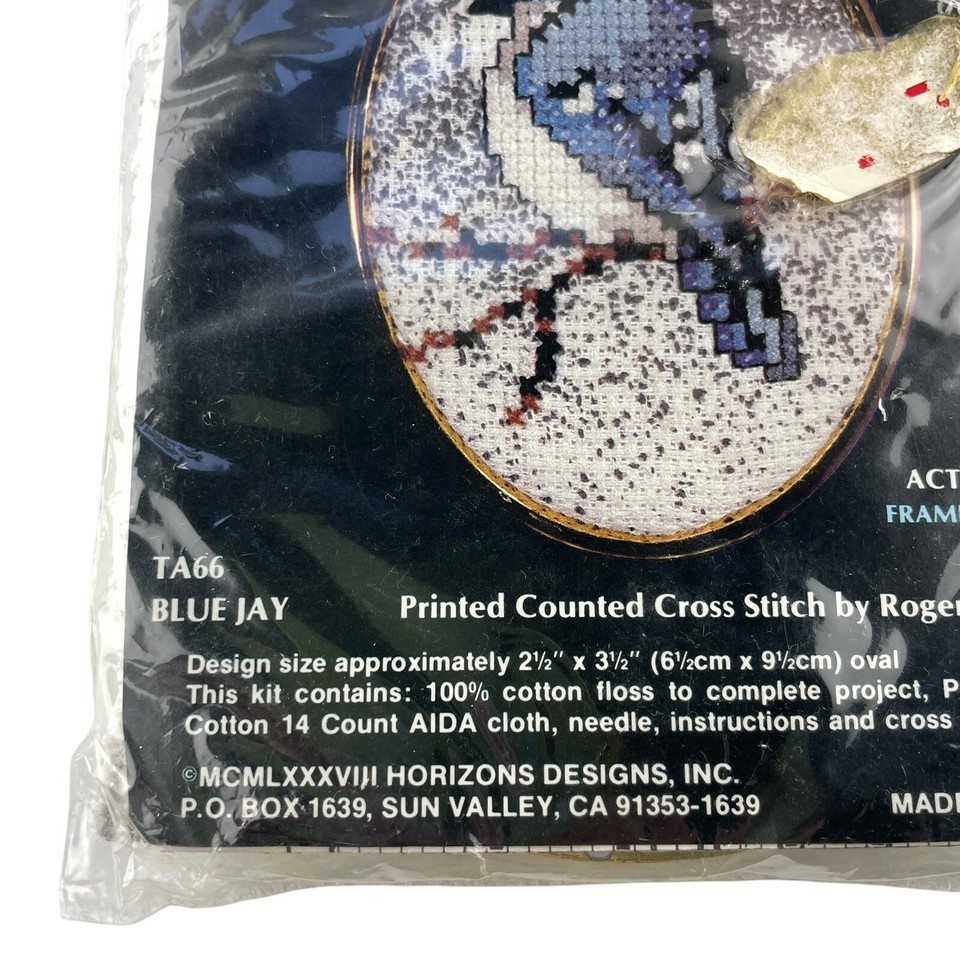 ACT
FRAM
TA66
BLUE JAY
Printed Counted Cross Stitch by Roger
Design size approximately 2½" x 3½" (6½cm x 9½cm) oval
This kit contains: 100% cotton floss to complete project, P
Cotton 14 Count AIDA cloth, needle, instructions and cross
©MCMLXXXVIII HORIZONS DESIGNS, INC.
P.O. BOX 1639, SUN VALLEY, CA 91353-1639
MADE